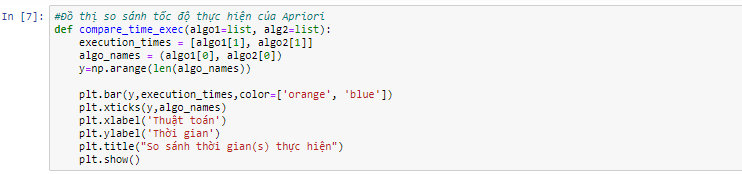 In [7]: #Đồ thị so sánh tốc độ thực hiện của Apriori
def compare_time_exec(algo1=list, alg2=list):
    execution_times = [algo1[1], algo2[1]]
    algo_names = (algo1[0], algo2[0])
    y=np.arange(len(algo_names))

    plt.bar(y,execution_times,color=['orange', 'blue'])
    plt.xticks(y,algo_names)
    plt.xlabel('Thuật toán')
    plt.ylabel('Thời gian')
    plt.title("So sánh thời gian(s) thực hiện")
    plt.show()